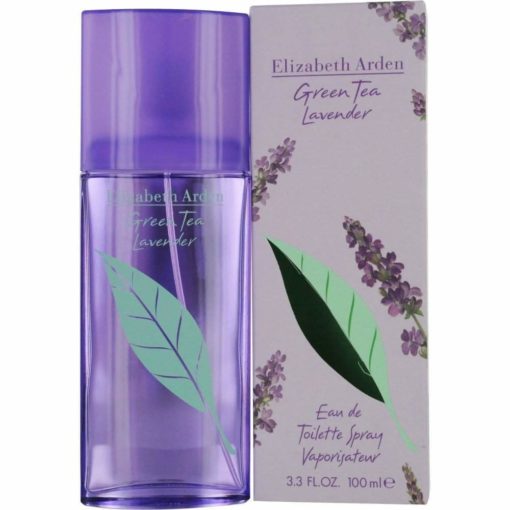 Elizabeth Arden
Green Tea
Lavender
Elizabeth Arden
Green Tea
Lavender
Eau de
Toilette Spray
Vaporisateur
3.3 FL.OZ. 100 ml e